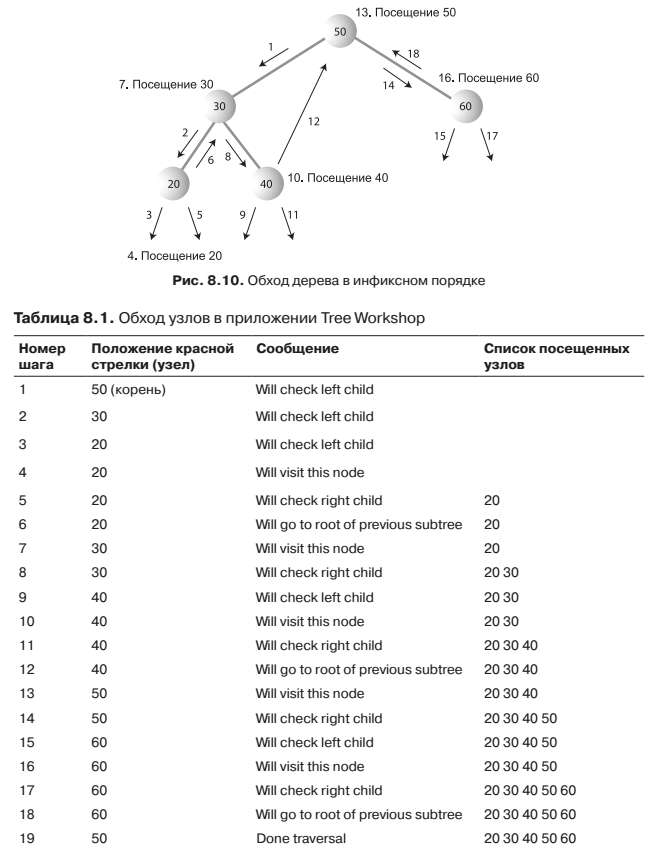 13. Посещение 50
50
1
18
14
7. Посещение 30
16. Посещение 60
30
60
12
15
17
2
6
8
20
40
10. Посещение 40
3
5
9
11
4. Посещение 20
Рис. 8.10. Обход дерева в инфиксном порядке
Таблица 8.1. Обход узлов в приложении Tree Workshop
Номер шага Положение красной стрелки (узел) Сообщение Список посещенных узлов
1 50 (корень) Will check left child
2 30 Will check left child
3 20 Will check left child
4 20 Will visit this node
5 20 Will check right child 20
6 20 Will go to root of previous subtree 20
7 30 Will visit this node 20
8 30 Will check right child 20 30
9 40 Will check left child 20 30
10 40 Will visit this node 20 30
11 40 Will check right child 20 30 40
12 40 Will go to root of previous subtree 20 30 40
13 50 Will visit this node 20 30 40
14 50 Will check right child 20 30 40 50
15 60 Will check left child 20 30 40 50
16 60 Will visit this node 20 30 40 50
17 60 Will check right child 20 30 40 50 60
18 60 Will go to root of previous subtree 20 30 40 50 60
19 50 Done traversal 20 30 40 50 60